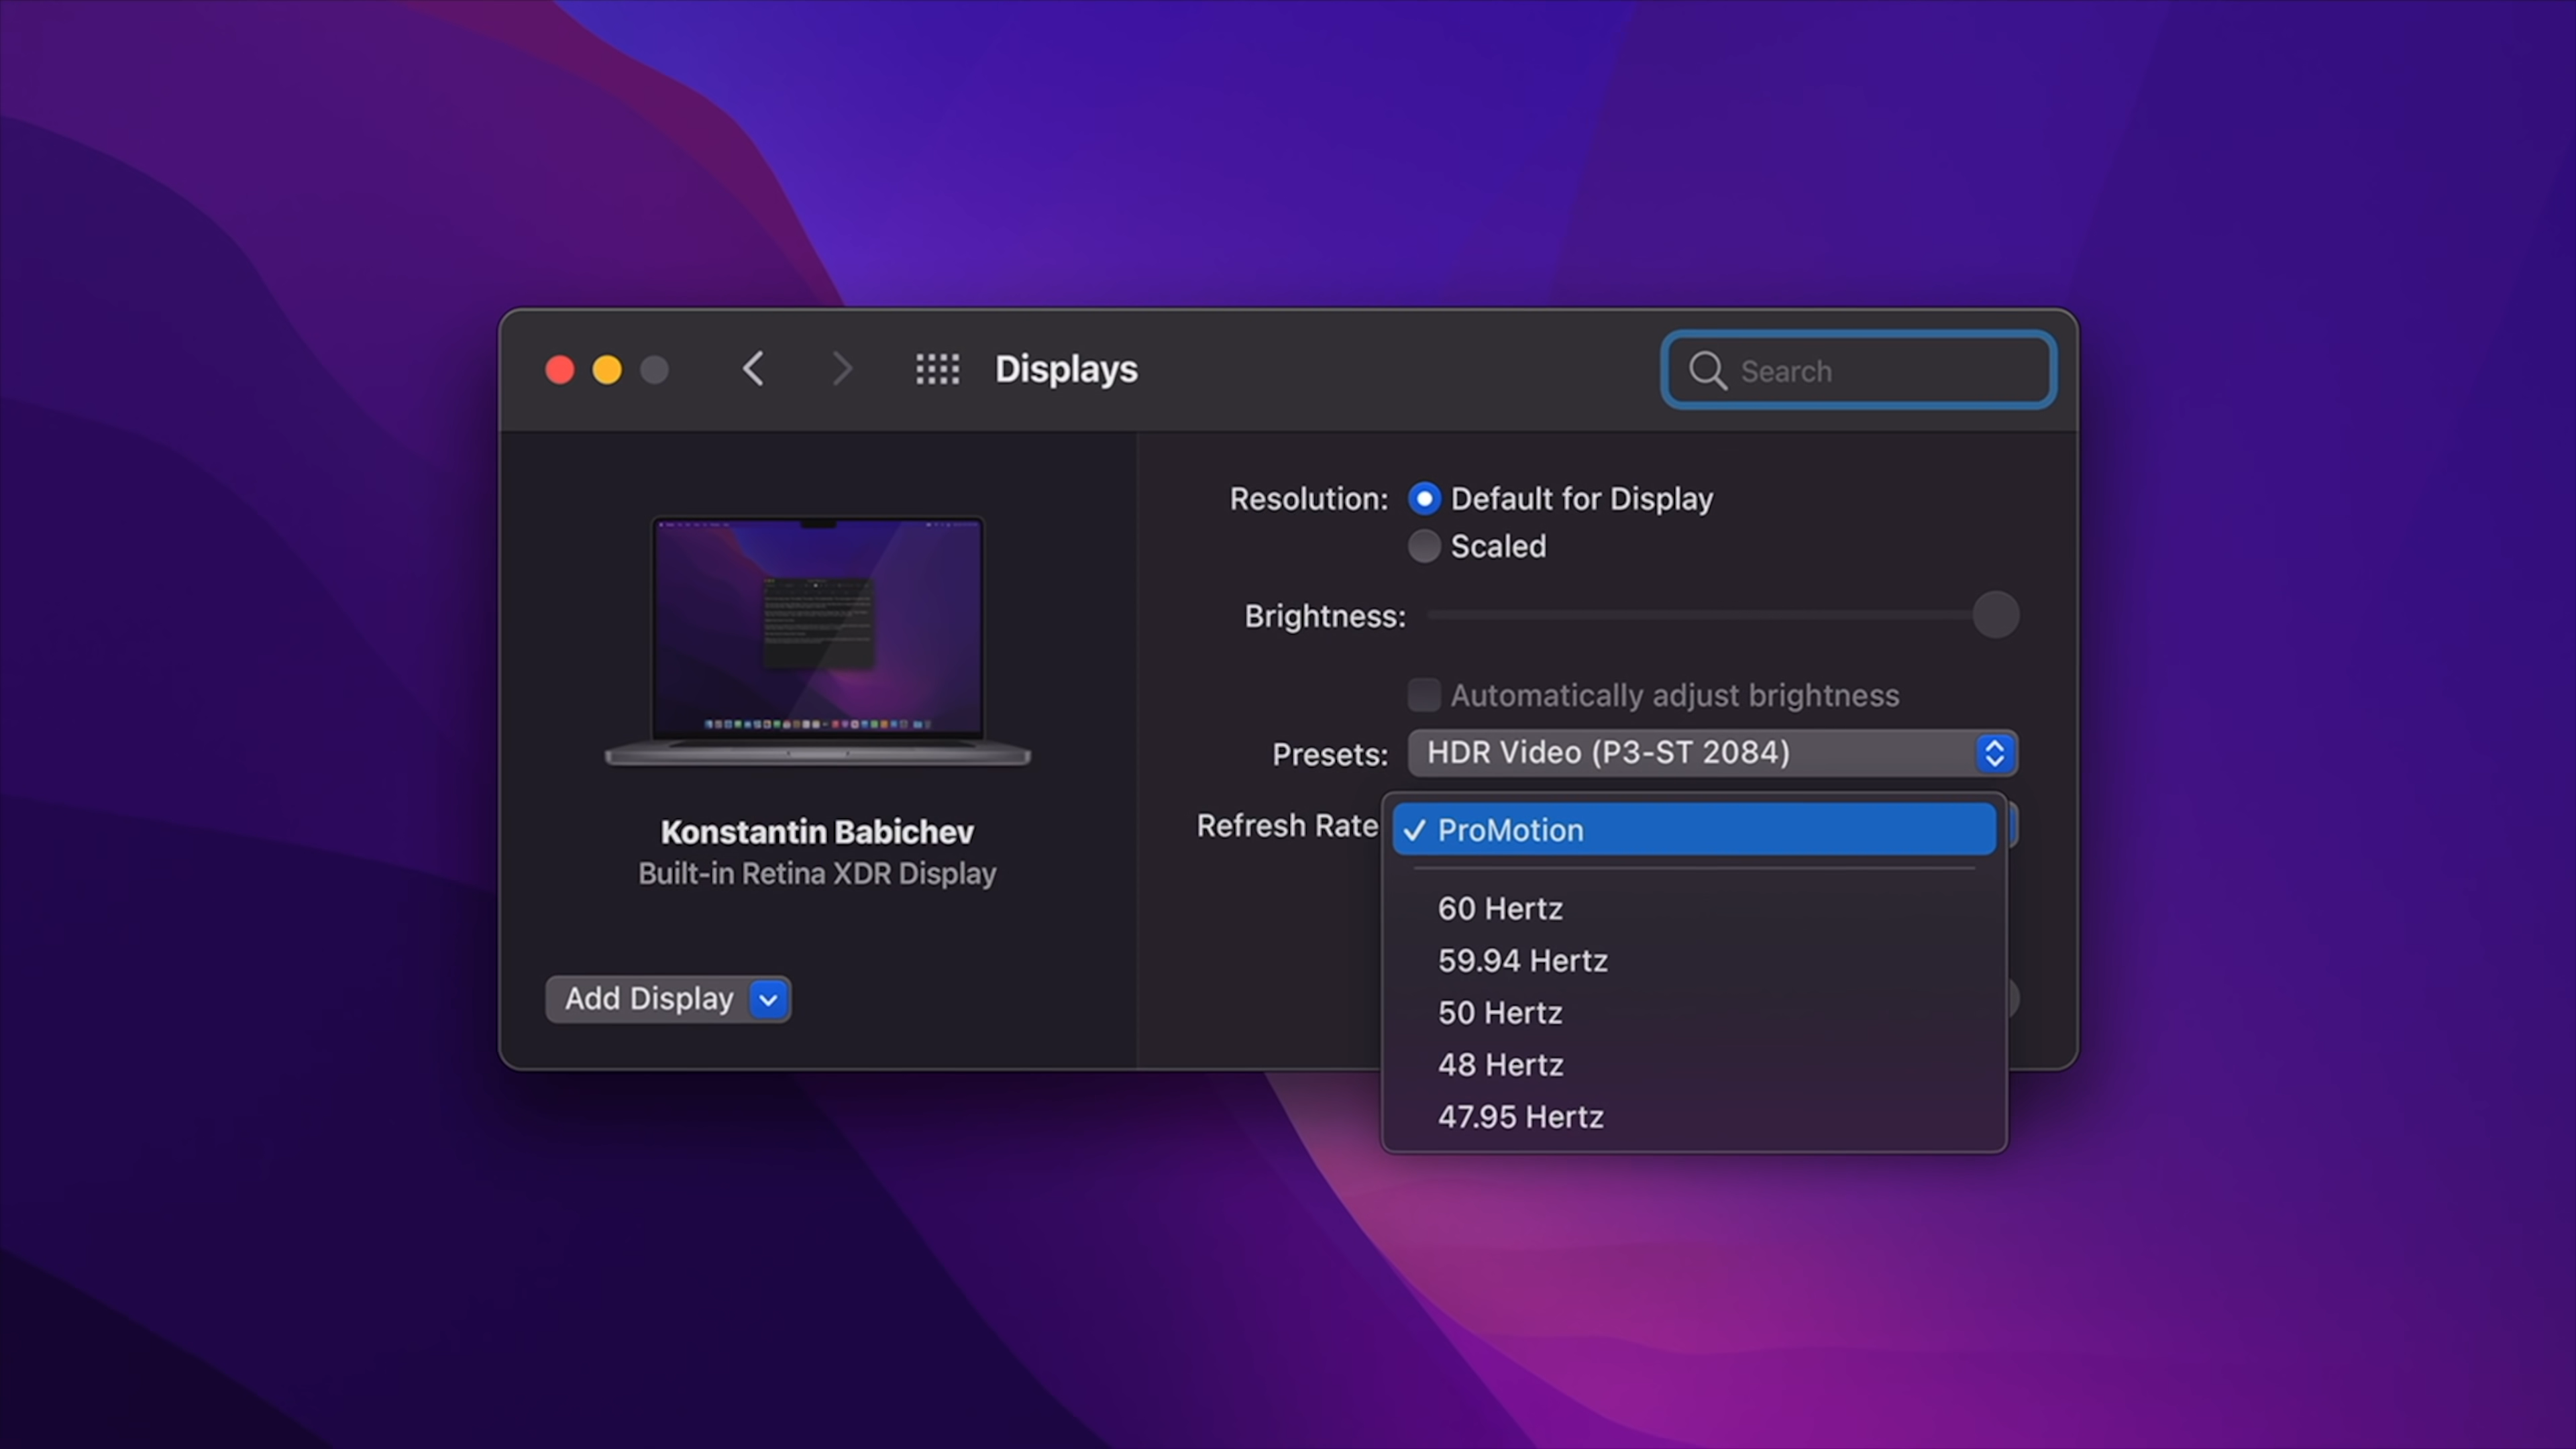 Displays
Search
Resolution: Default for Display
Scaled
Brightness:
Automatically adjust brightness
Presets: HDR Video (P3-ST 2084)
Refresh Rate ✓ ProMotion
60 Hertz
59.94 Hertz
50 Hertz
48 Hertz
47.95 Hertz
Konstantin Babichev
Built-in Retina XDR Display
Add Display